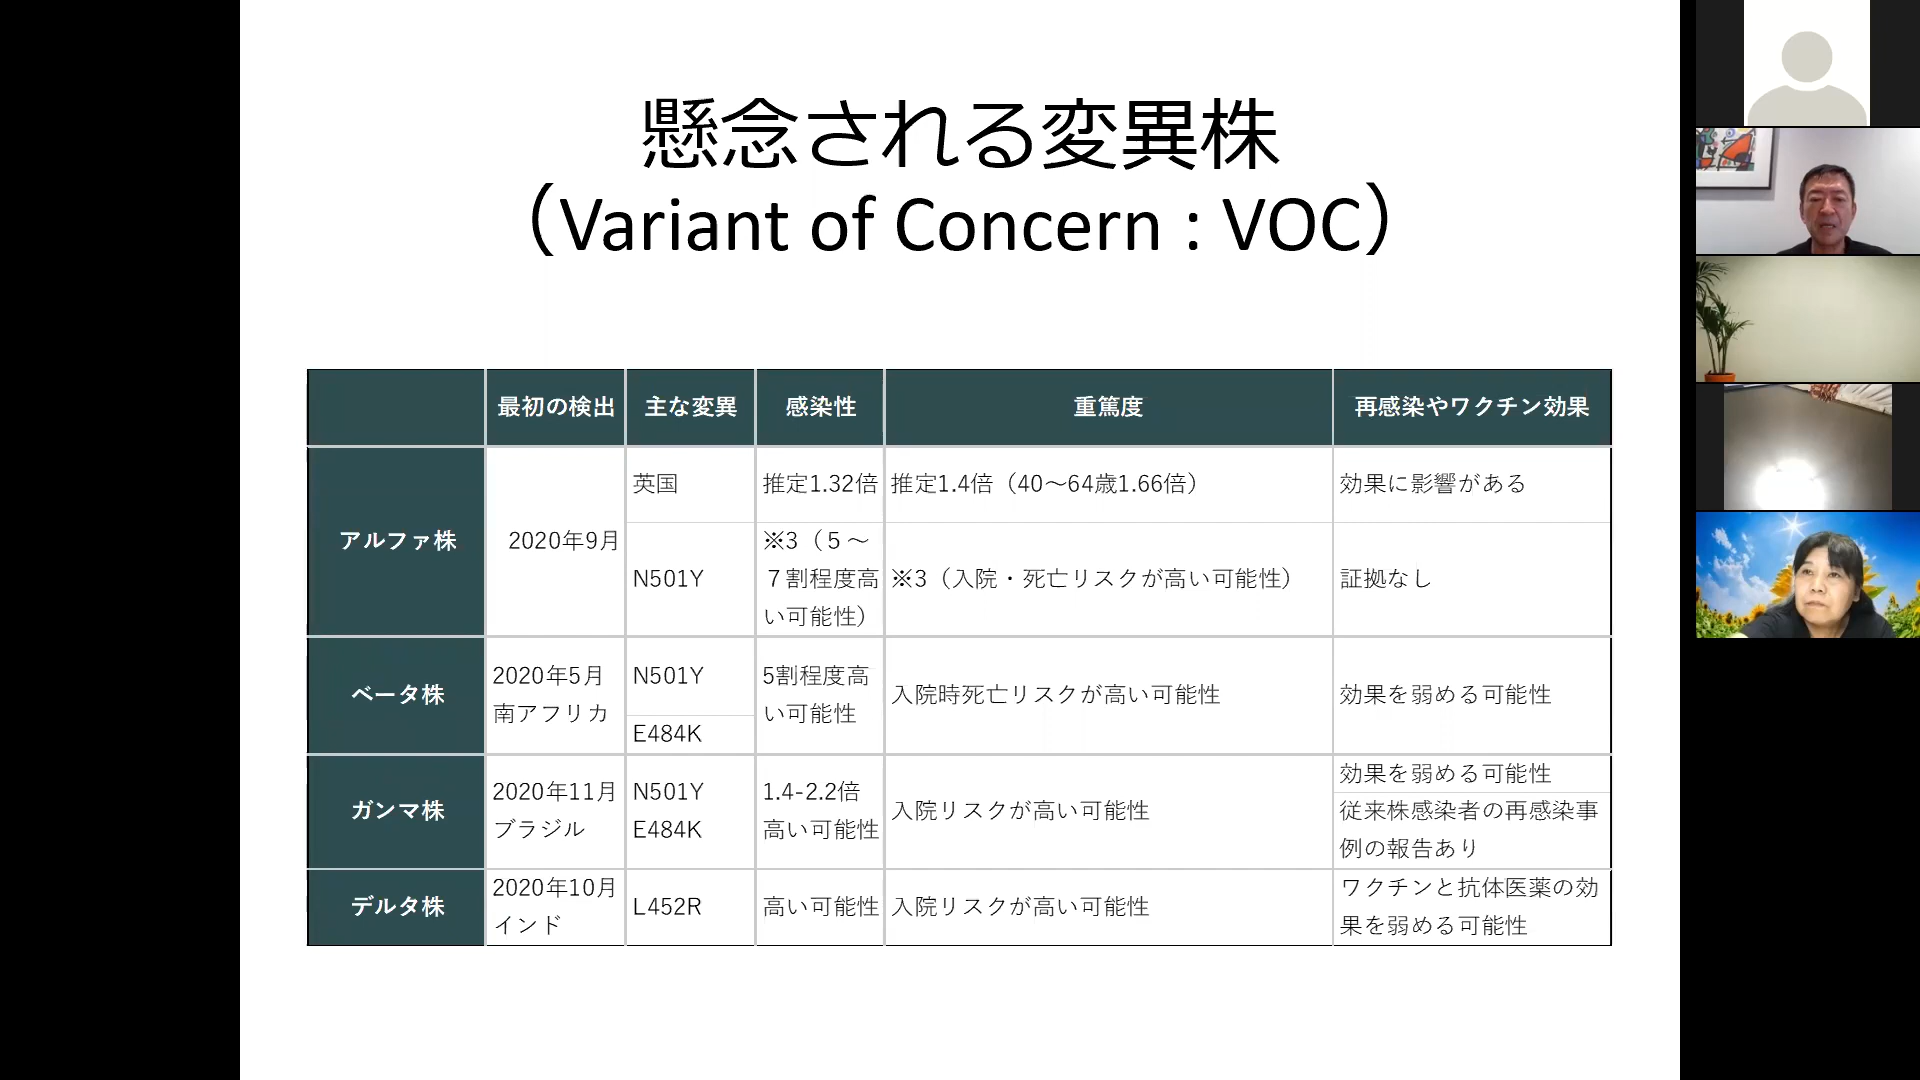 懸念される変異株
（Variant of Concern : VOC）
最初の検出 主な変異 感染性 重篤度 再感染やワクチン効果
アルファ株
2020年9月
英国
推定1.32倍
推定1.4倍（40～64歳1.66倍）
効果に影響がある
N501Y
※3（５～
７割程度高
い可能性）
※3（入院・死亡リスクが高い可能性）
証拠なし
ベータ株
2020年5月
南アフリカ
N501Y
E484K
5割程度高
い可能性
入院時死亡リスクが高い可能性
効果を弱める可能性
ガンマ株
2020年11月
ブラジル
N501Y
E484K
1.4-2.2倍
高い可能性
入院リスクが高い可能性
効果を弱める可能性
従来株感染者の再感染事
例の報告あり
デルタ株
2020年10月
インド
L452R
高い可能性
入院リスクが高い可能性
ワクチンと抗体医薬の効
果を弱める可能性